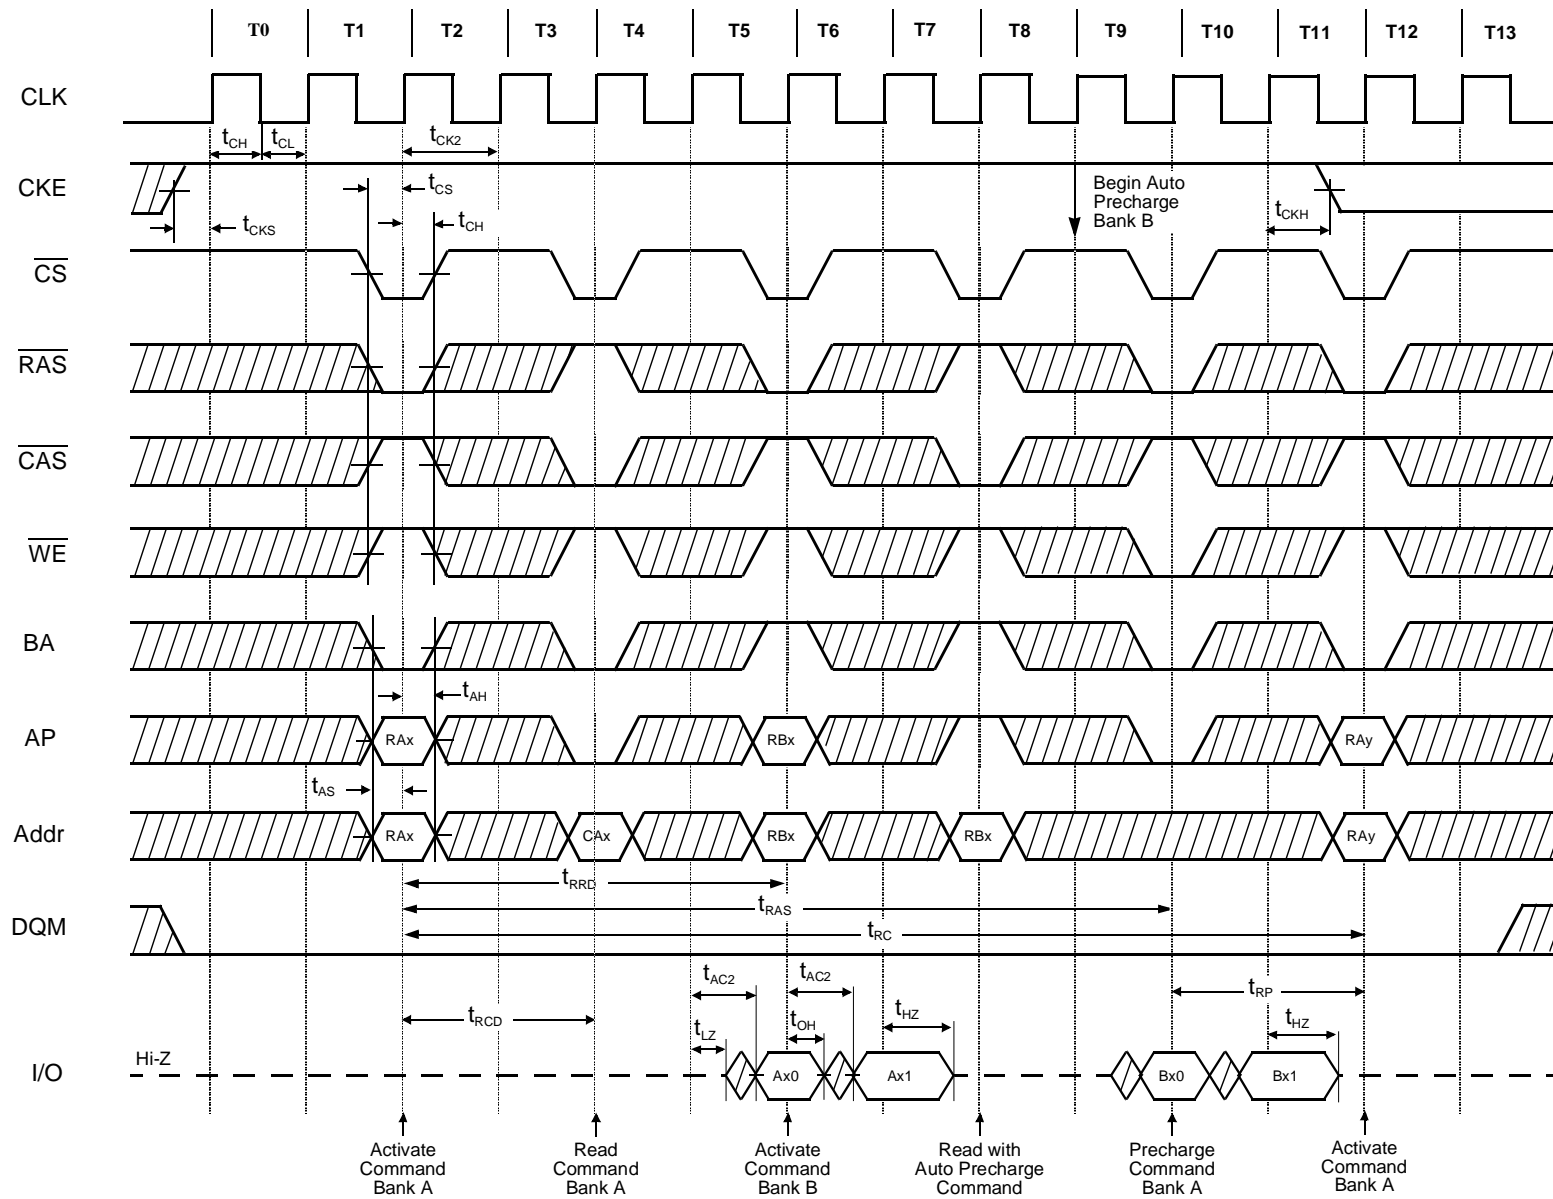 T0 T1 T2 T3 T4 T5 T6 T7 T8 T9 T10 T11 T12 T13
CLK
tCH tCL tCK2
CKE
tCS
Begin Auto
Precharge
Bank B
tCKS
tCH
tCKH
CS
RAS
CAS
WE
BA
tAH
AP RAx RBx RAy
tAS
Addr RAx CAx RBx RBx RAy
tRRD
tRAS
DQM
tRC
tAC2 tAC2
tRP
tRCD
tLZ tOH tHZ tHZ
Hi-Z
I/O Ax0 Ax1 Bx0 Bx1
Activate
Command
Bank A
Read
Command
Bank A
Activate
Command
Bank B
Read with
Auto Precharge
Command
Precharge
Command
Bank A
Activate
Command
Bank A